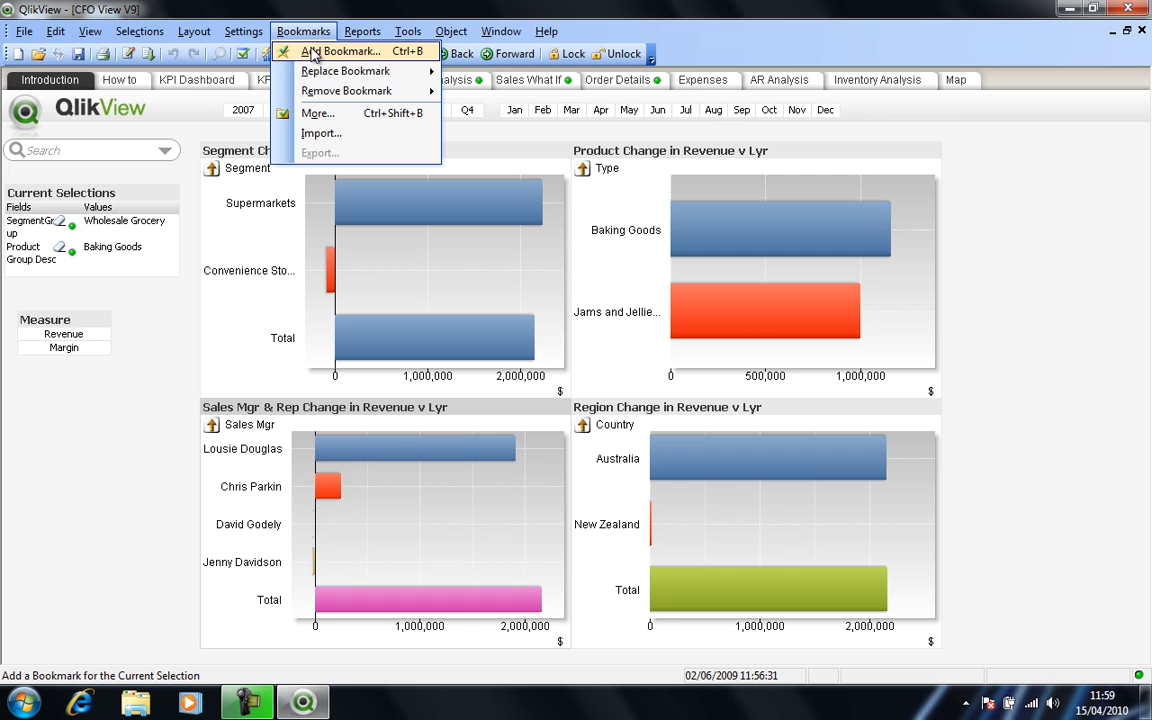 QlikView - [CFO View V9]
File Edit View Selections Layout Settings Bookmarks Reports Tools Object Window Help
Add Bookmark... Ctrl+B
Back Forward Lock Unlock
Replace Bookmark
Introduction How to KPI Dashboard KF nalysis Sales What If Order Details Expenses AR Analysis Inventory Analysis Map
Remove Bookmark
QlikView
2007 Q4 Jan Feb Mar Apr May Jun Jul Aug Sep Oct Nov Dec
More... Ctrl+Shift+B
Import...
Export...
Search
Current Selections
Fields Values
SegmentGr
up
Wholesale Grocery
Product
Group Desc
Baking Goods
Measure
Revenue
Margin
Segment Ch
Segment
Supermarkets
Convenience Sto...
Total
0 1,000,000 2,000,000
$
Product Change in Revenue v Lyr
Type
Baking Goods
Jams and Jellie...
0 500,000 1,000,000
$
Sales Mgr & Rep Change in Revenue v Lyr
Sales Mgr
Lousie Douglas
Chris Parkin
David Godely
Jenny Davidson
Total
0 1,000,000 2,000,000
$
Region Change in Revenue v Lyr
Country
Australia
New Zealand
Total
0 1,000,000 2,000,000
$
Add a Bookmark for the Current Selection
02/06/2009 11:56:31
11:59
15/04/2010